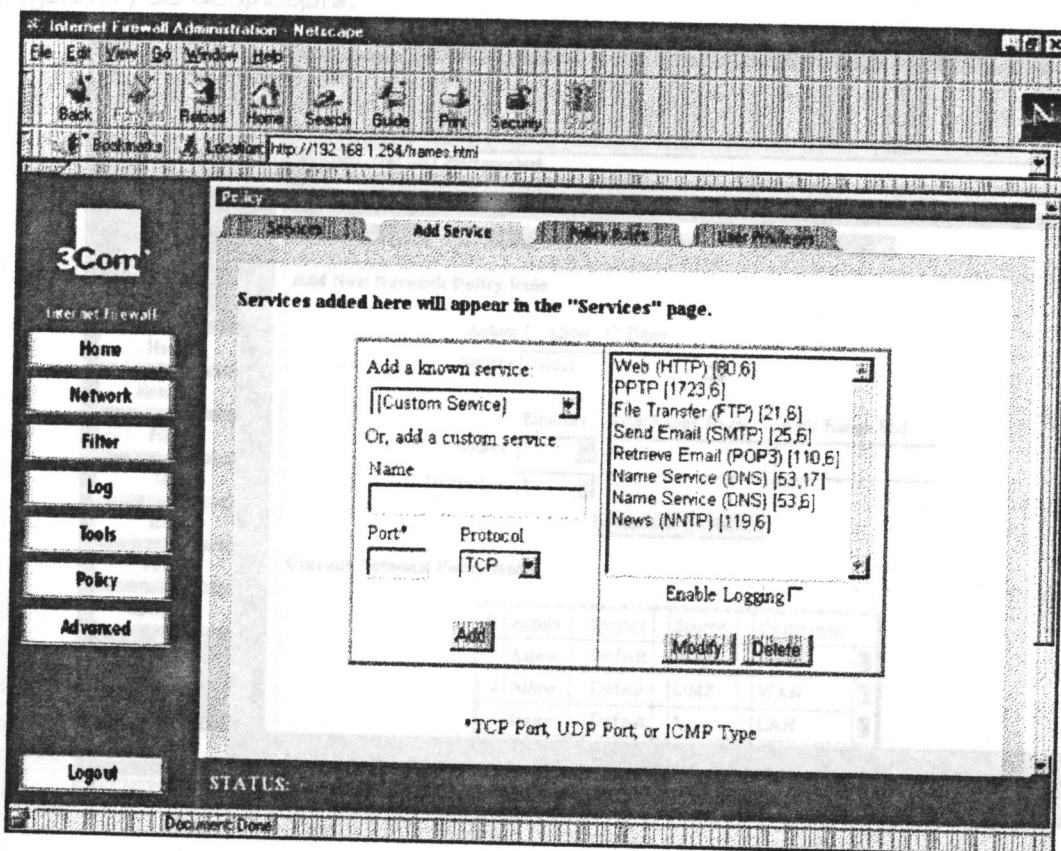 Internet Firewall Administration - Netscape
File Edit View Go Window Help
Back Forward Reload Home Search Guide Print Security
Bookmarks Location: http://192.168.1.254/frames.html
Policy
Services Add Service Policy Rules User Privileges
3Com
Internet Firewall
Home
Network
Filter
Log
Tools
Policy
Advanced
Logout
Services added here will appear in the "Services" page.
Add a known service:
[Custom Service]
Or, add a custom service
Name
Port* Protocol
TCP
Add
Web (HTTP) [80,6]
PPTP [1723,6]
File Transfer (FTP) [21,6]
Send Email (SMTP) [25,6]
Retrieve Email (POP3) [110,6]
Name Service (DNS) [53,17]
Name Service (DNS) [53,6]
News (NNTP) [119,6]
Enable Logging
Modify Delete
*TCP Port, UDP Port, or ICMP Type
STATUS:
Document: Done